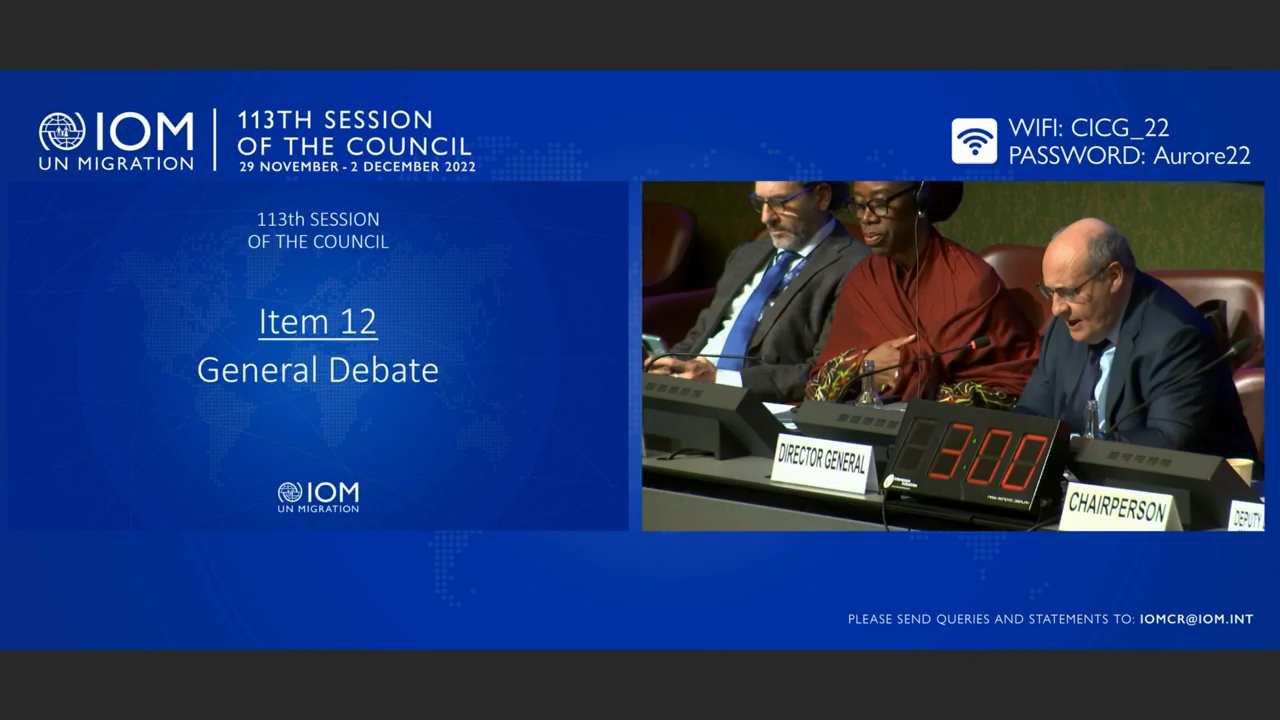 IOM
UN MIGRATION
113TH SESSION
OF THE COUNCIL
29 NOVEMBER - 2 DECEMBER 2022
WIFI: CICG_22
PASSWORD: Aurore22
113th SESSION
OF THE COUNCIL
Item 12
General Debate
IOM
UN MIGRATION
DIRECTOR GENERAL
3:00
CHAIRPERSON
DEPUTY
PLEASE SEND QUERIES AND STATEMENTS TO: IOMCR@IOM.INT